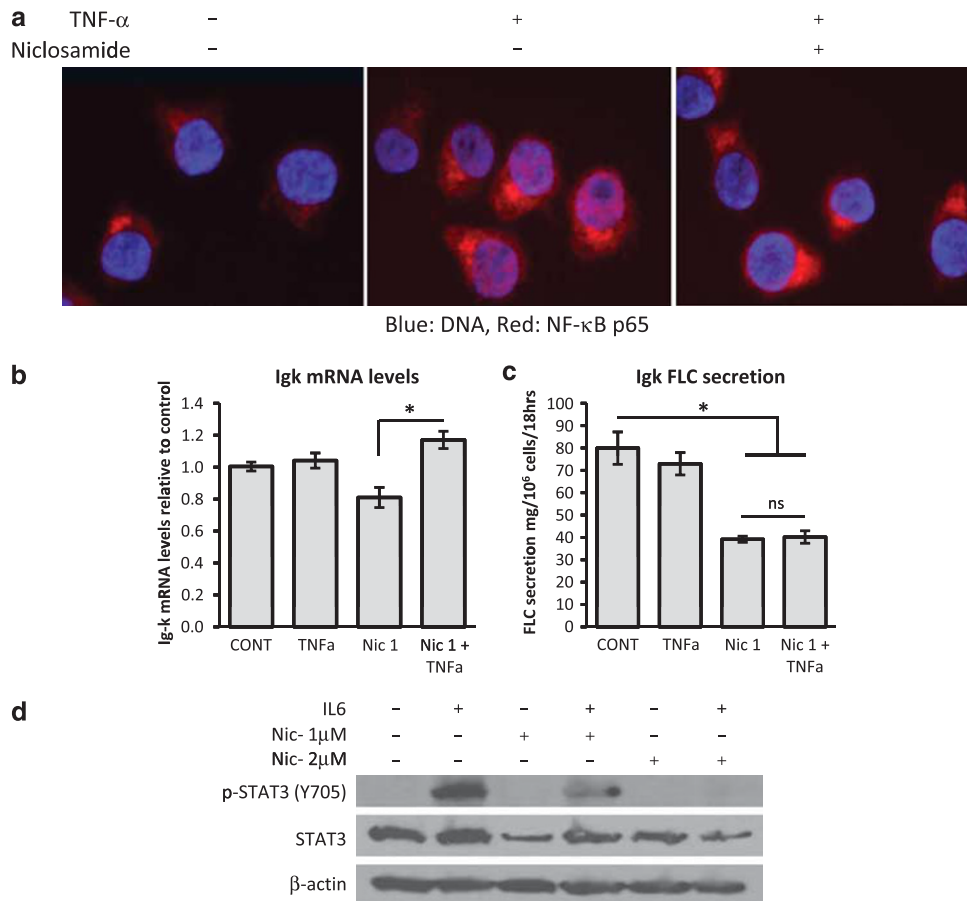 a
TNF-α – + +
Niclosamide – – +
Blue: DNA, Red: NF-κB p65
b
Igk mRNA levels
Ig-k mRNA levels relative to control
1.4
1.2
1.0
0.8
0.6
0.4
0.2
0.0
*
CONT TNFa Nic 1 Nic 1 +
TNFa
c
Igk FLC secretion
FLC secretion mg/10⁶ cells/18hrs
100
90
80
70
60
50
40
30
20
10
0
*
ns
CONT TNFa Nic 1 Nic 1 +
TNFa
d
IL6 – + – + – +
Nic- 1μM – – + + – –
Nic- 2μM – – – – + +
p-STAT3 (Y705)
STAT3
β-actin